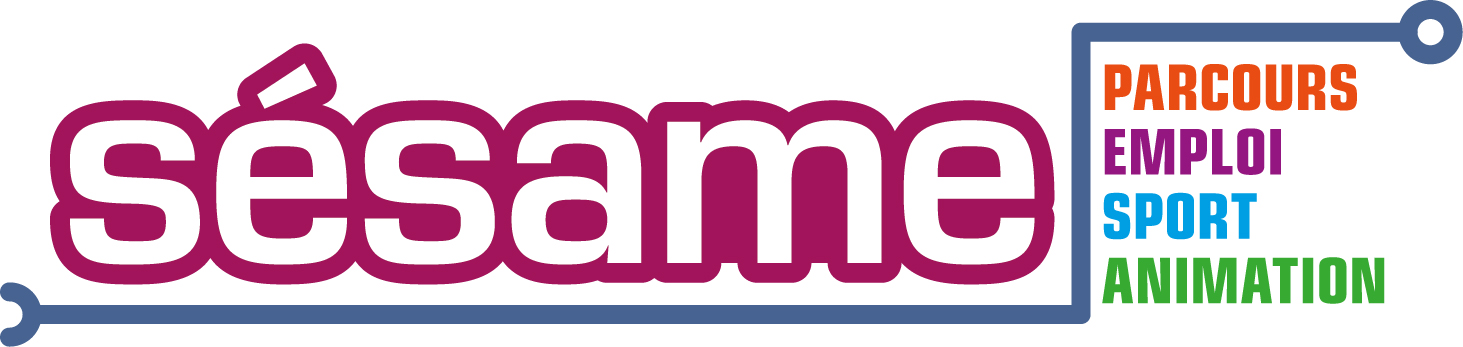 sésame
PARCOURS
EMPLOI
SPORT
ANIMATION